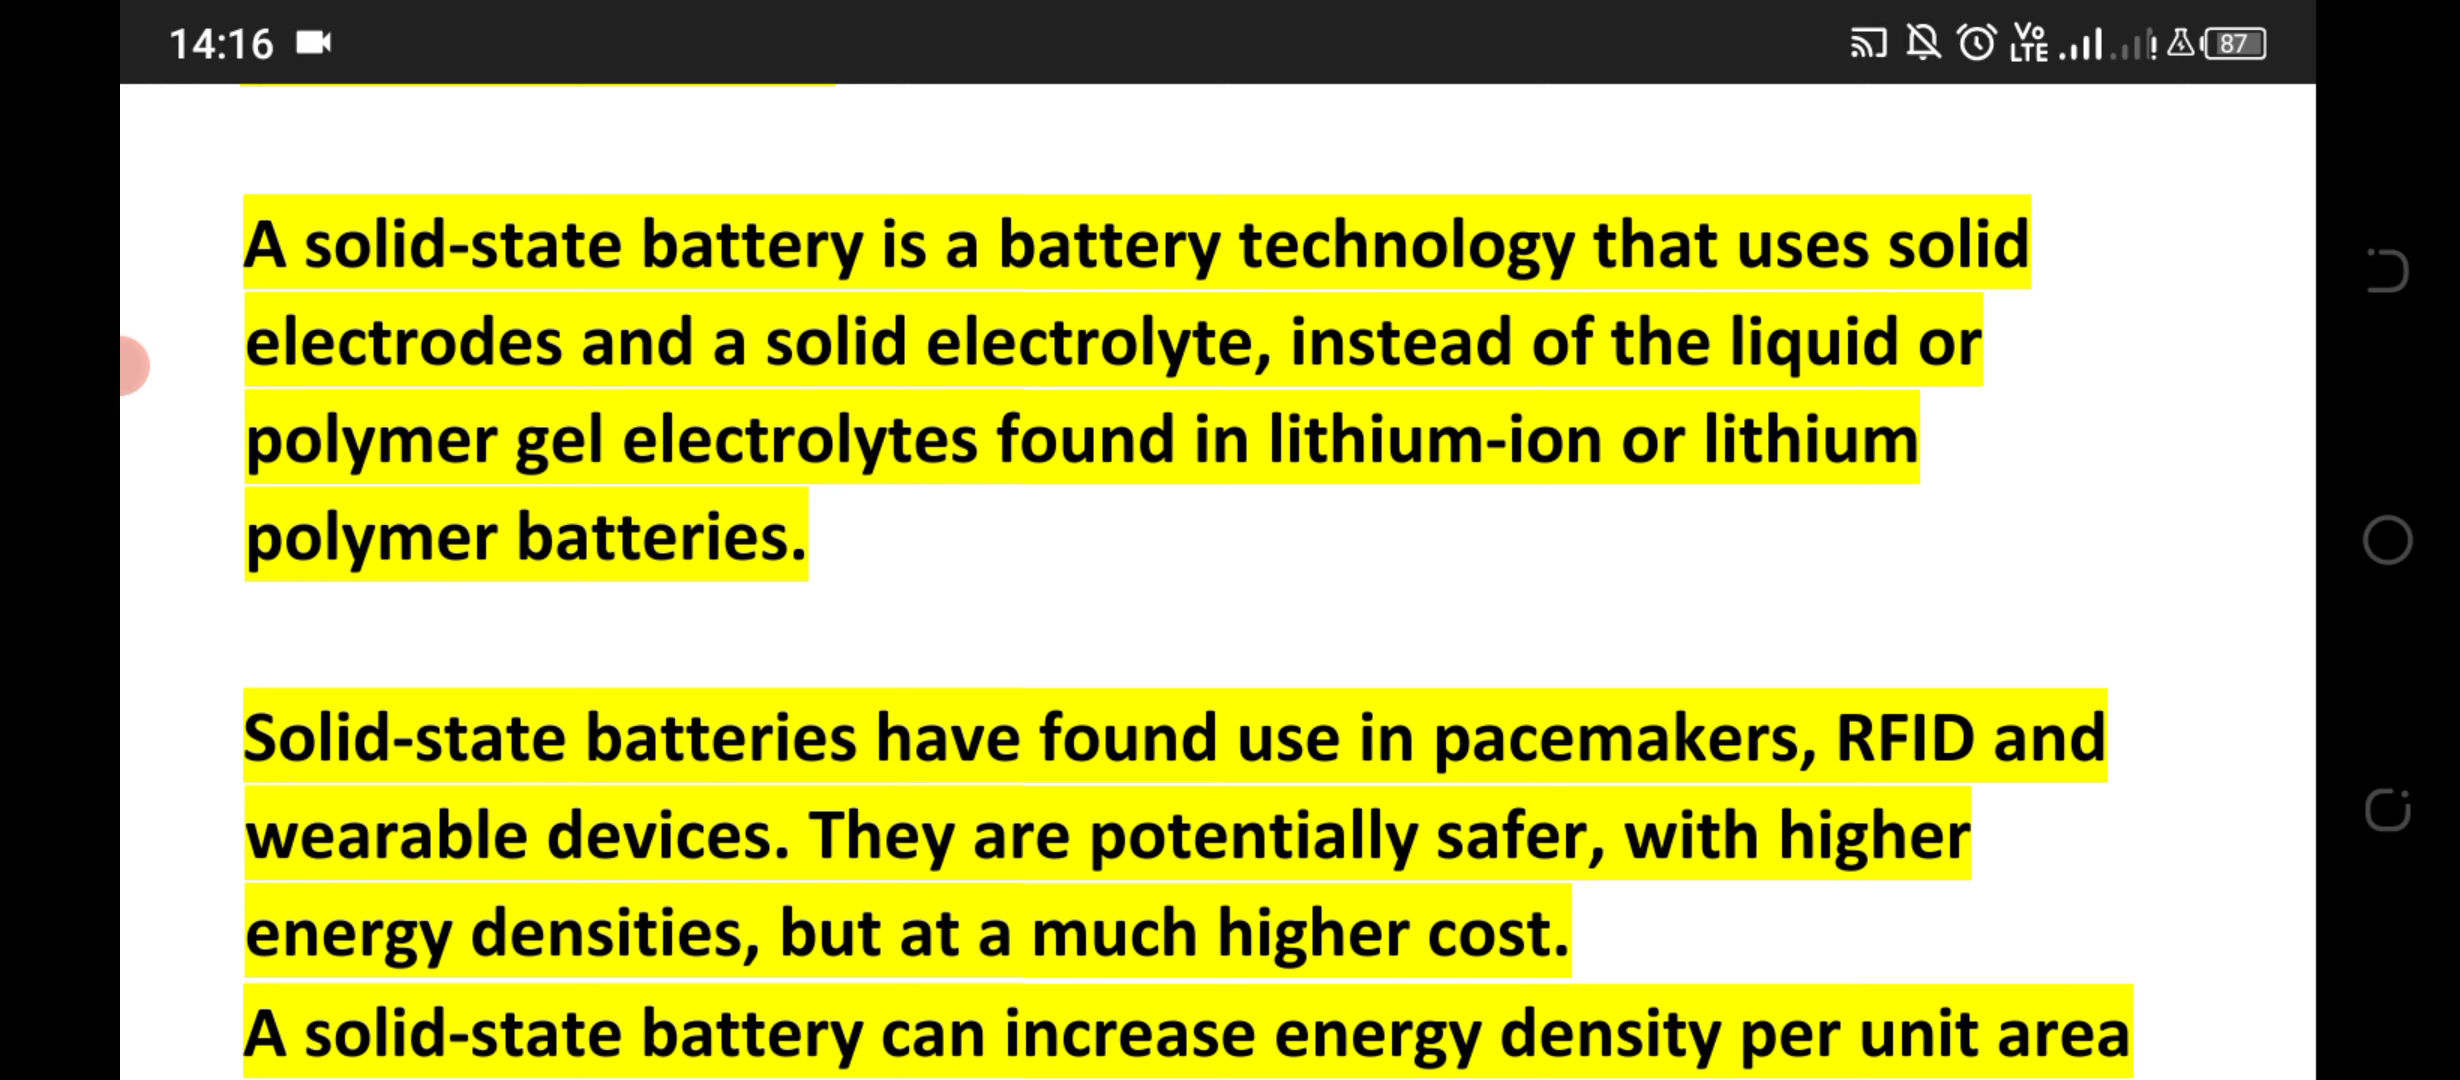 14:16 Vo LTE 87
A solid-state battery is a battery technology that uses solid
electrodes and a solid electrolyte, instead of the liquid or
polymer gel electrolytes found in lithium-ion or lithium
polymer batteries.
Solid-state batteries have found use in pacemakers, RFID and
wearable devices. They are potentially safer, with higher
energy densities, but at a much higher cost.
A solid-state battery can increase energy density per unit area